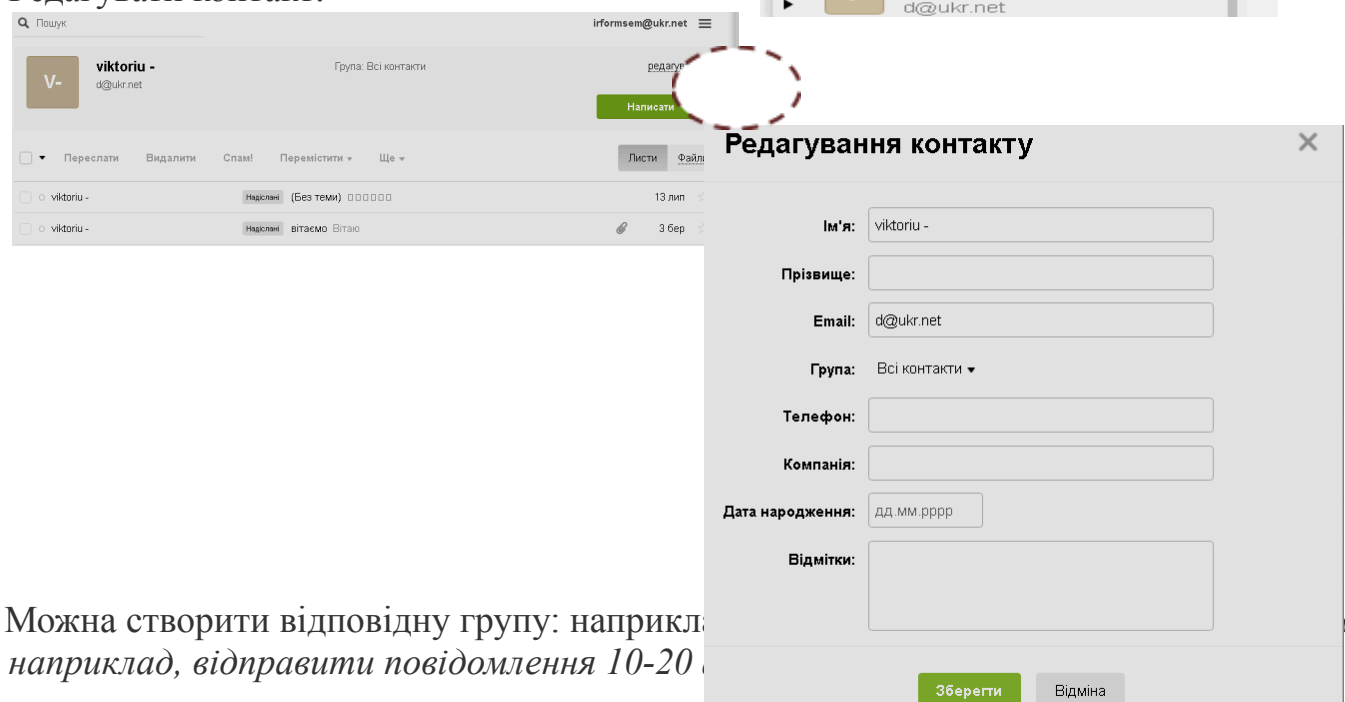 d@ukr.net
Пошук
irformsem@ukr.net
V-
viktoriu -
Група: Всі контакти
d@ukr.net
Написати
Переслати Видалити Спам! Перемістити Ще
Листи
viktoriu - Надіслані (Без теми) 13 лип
viktoriu - Надіслані вітаємо Вітаю 3 бер
Редагування контакту
Ім'я: viktoriu -
Прізвище:
Email: d@ukr.net
Група: Всі контакти
Телефон:
Компанія:
Дата народження: дд.мм.рррр
Відмітки:
Зберегти Відміна
Можна створити відповідну групу:
наприклад, відправити повідомлення 10-20